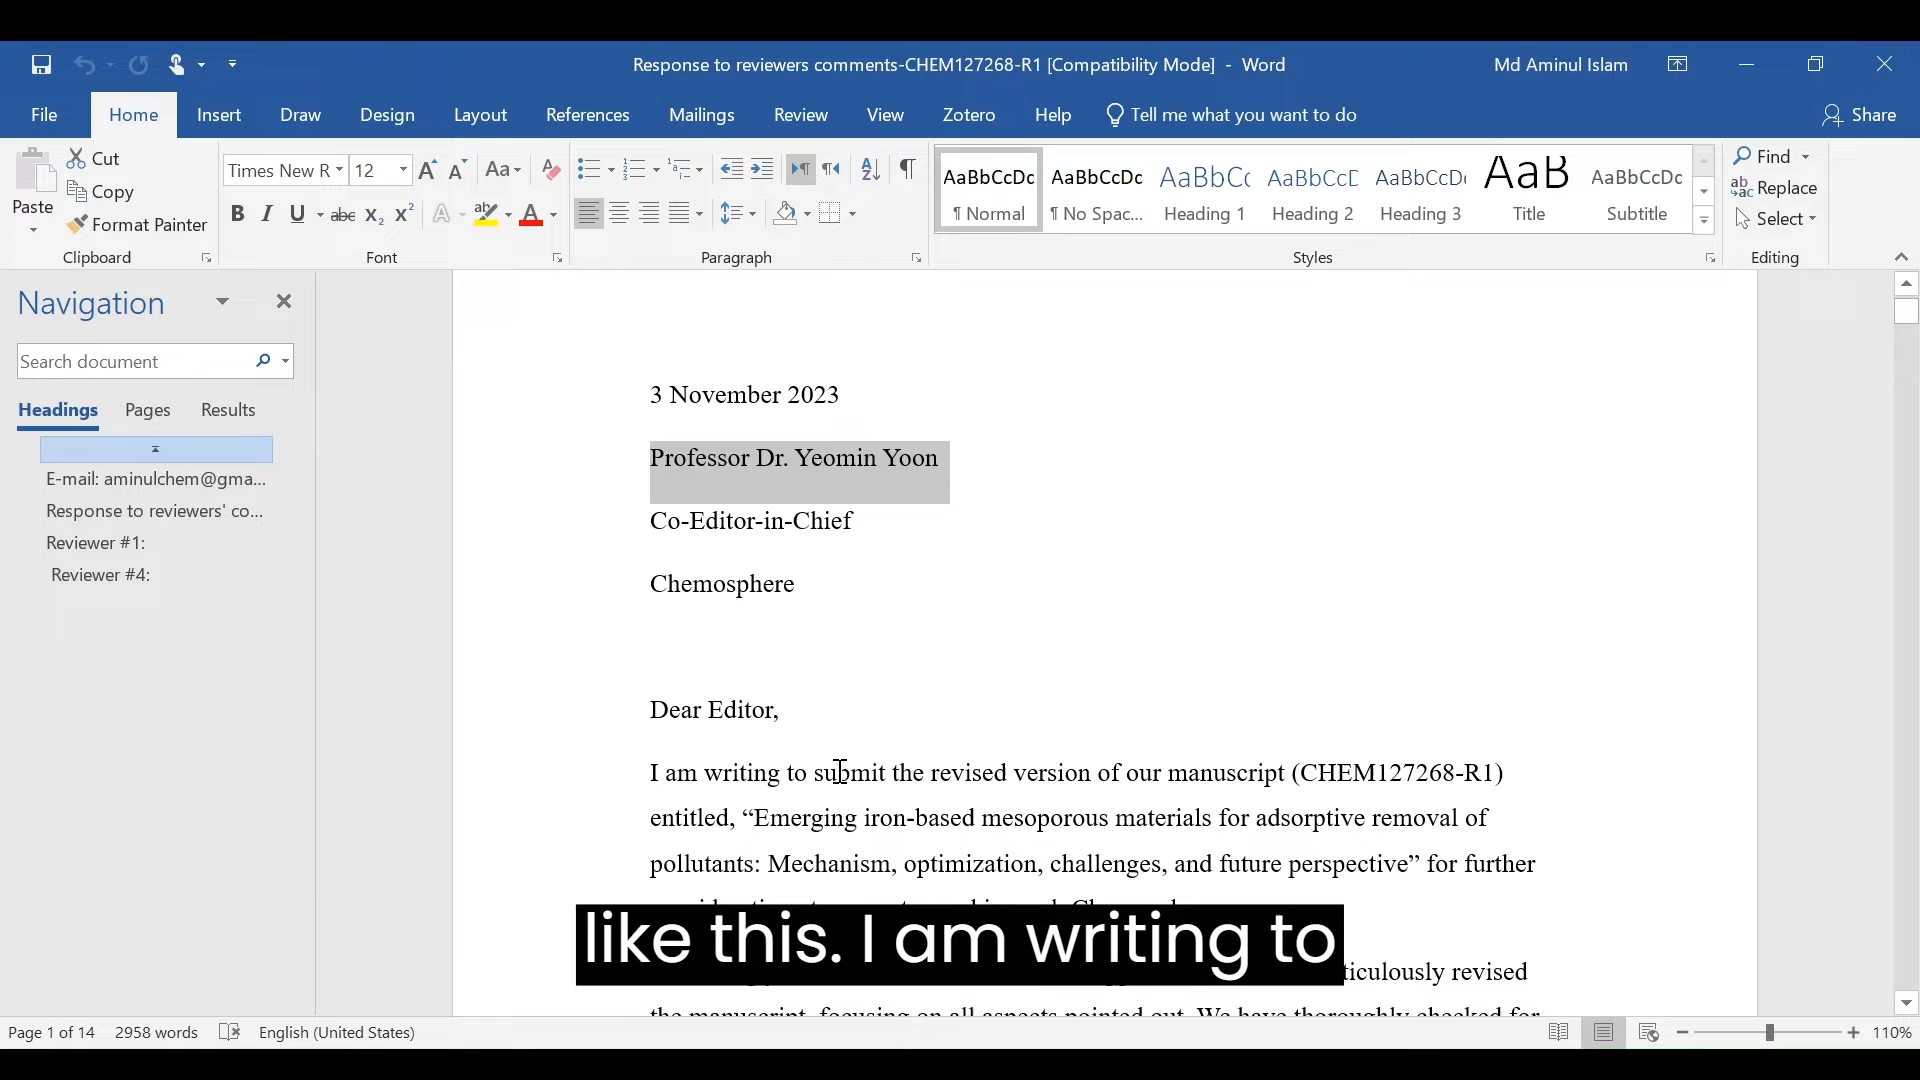 Response to reviewers comments-CHEM127268-R1 [Compatibility Mode] - Word
Md Aminul Islam
File Home Insert Draw Design Layout References Mailings Review View Zotero Help Tell me what you want to do Share
Paste
Cut
Copy
Format Painter
Clipboard
Times New R 12
Font
Paragraph
AaBbCcDc AaBbCcDc AaBbCc AaBbCcD AaBbCcDc AaB AaBbCcDc
¶ Normal ¶ No Spac... Heading 1 Heading 2 Heading 3 Title Subtitle
Styles
Find
Replace
Select
Editing
Navigation
Search document
Headings Pages Results
E-mail: aminulchem@gma...
Response to reviewers' co...
Reviewer #1:
Reviewer #4:
3 November 2023
Professor Dr. Yeomin Yoon
Co-Editor-in-Chief
Chemosphere
Dear Editor,
I am writing to submit the revised version of our manuscript (CHEM127268-R1)
entitled, “Emerging iron-based mesoporous materials for adsorptive removal of
pollutants: Mechanism, optimization, challenges, and future perspective” for further
like this. I am writing to
revised
the manuscript, focusing on all aspects pointed out. We have thoroughly checked for
Page 1 of 14 2958 words English (United States) 110%